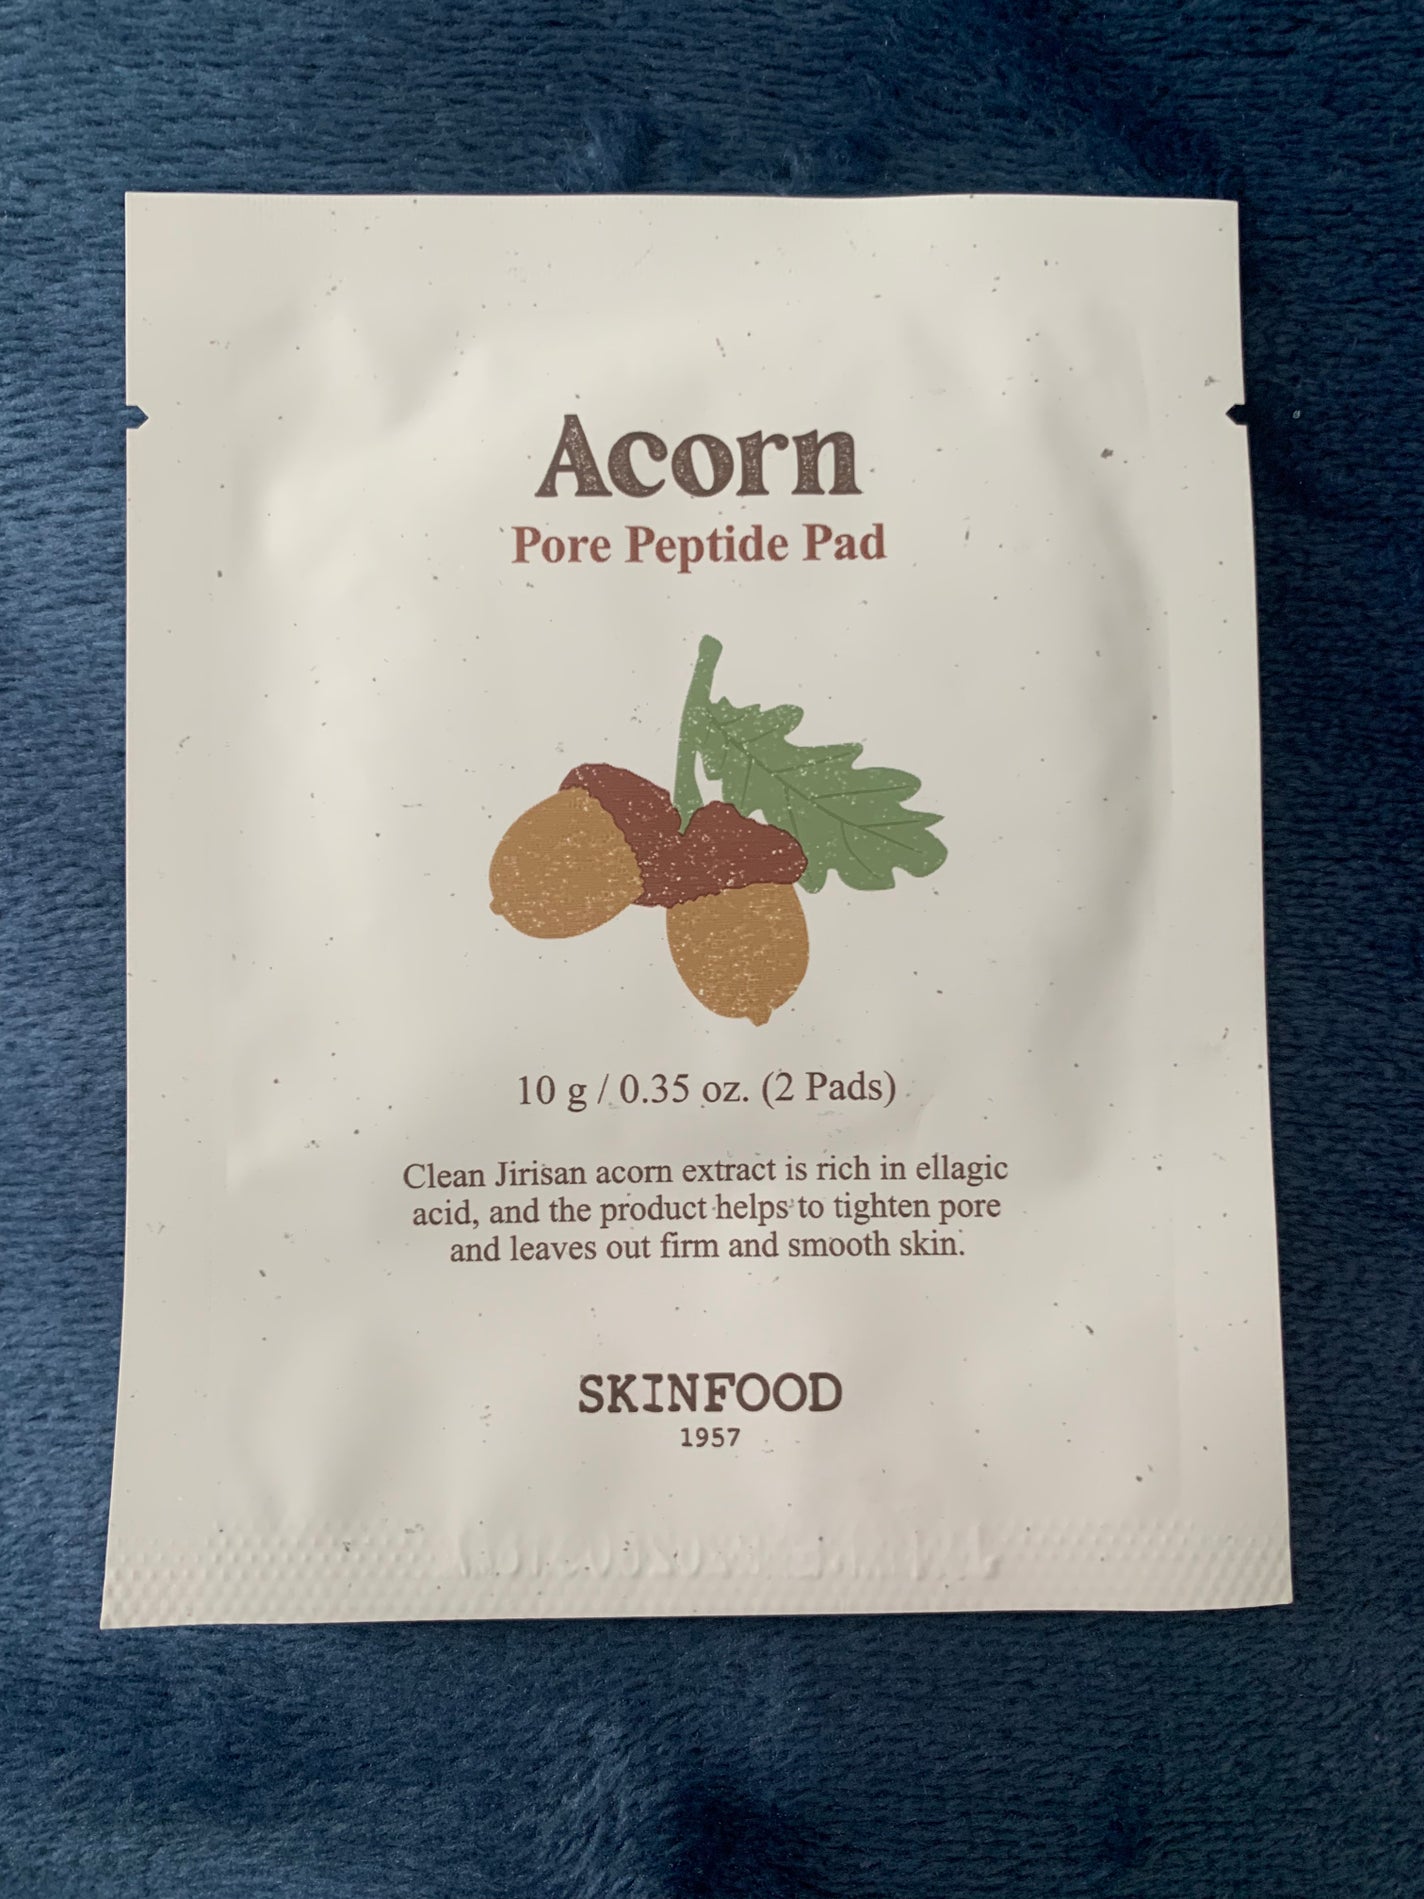 Acorn
Pore Peptide Pad
10 g / 0.35 oz. (2 Pads)
Clean Jirisan acorn extract is rich in ellagic
acid, and the product helps to tighten pore
and leaves out firm and smooth skin.
SKINFOOD
1957